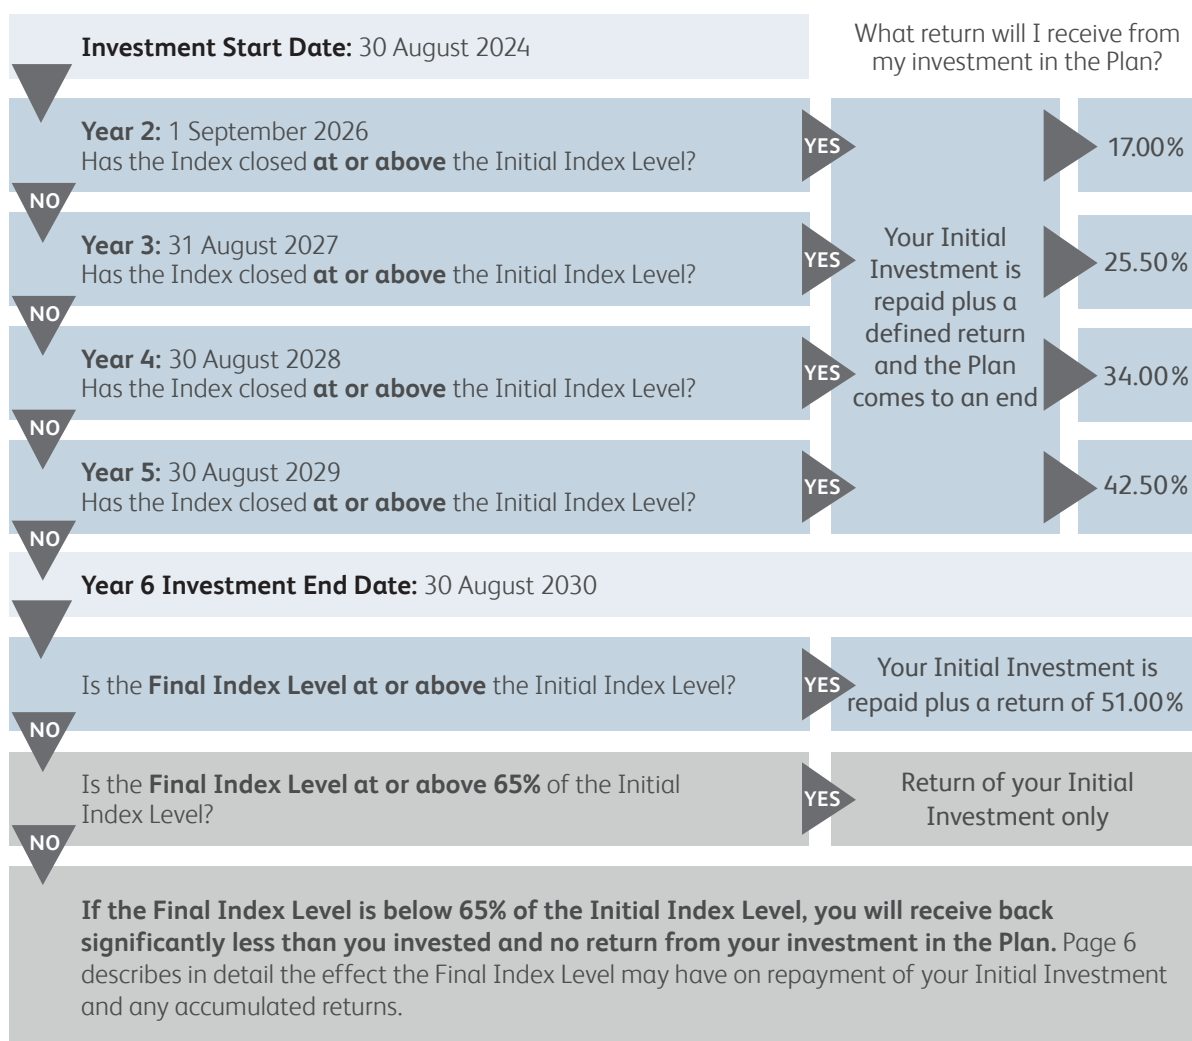 Investment Start Date: 30 August 2024
What return will I receive from
my investment in the Plan?
Year 2: 1 September 2026
Has the Index closed at or above the Initial Index Level?
YES
17.00%
NO
Year 3: 31 August 2027
Has the Index closed at or above the Initial Index Level?
YES
25.50%
NO
Year 4: 30 August 2028
Has the Index closed at or above the Initial Index Level?
YES
34.00%
NO
Year 5: 30 August 2029
Has the Index closed at or above the Initial Index Level?
YES
42.50%
Your Initial
Investment is
repaid plus a
defined return
and the Plan
comes to an end
NO
Year 6 Investment End Date: 30 August 2030
Is the Final Index Level at or above the Initial Index Level?
YES
Your Initial Investment is
repaid plus a return of 51.00%
NO
Is the Final Index Level at or above 65% of the Initial
Index Level?
YES
Return of your Initial
Investment only
NO
If the Final Index Level is below 65% of the Initial Index Level, you will receive back
significantly less than you invested and no return from your investment in the Plan. Page 6
describes in detail the effect the Final Index Level may have on repayment of your Initial Investment
and any accumulated returns.